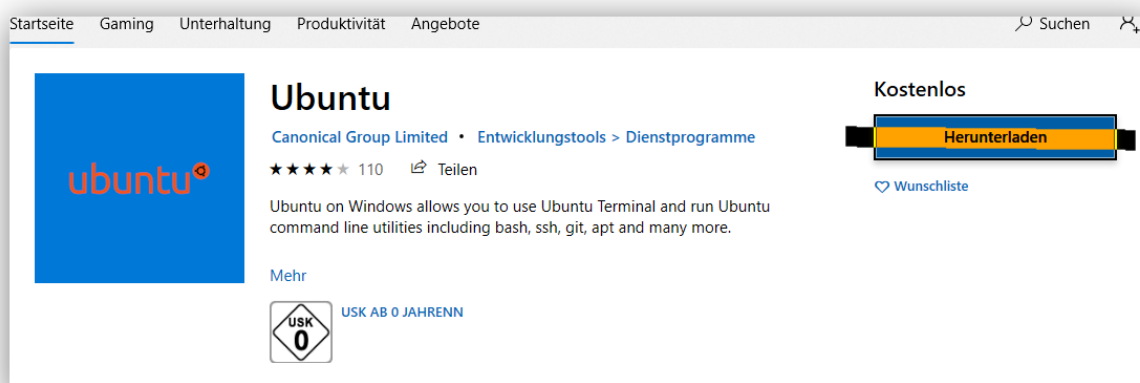 Startseite Gaming Unterhaltung Produktivität Angebote Suchen
Ubuntu
Kostenlos
Canonical Group Limited • Entwicklungstools > Dienstprogramme
Herunterladen
ubuntu
110 Teilen
Wunschliste
Ubuntu on Windows allows you to use Ubuntu Terminal and run Ubuntu
command line utilities including bash, ssh, git, apt and many more.
Mehr
USK AB 0 JAHRENN
USK
0